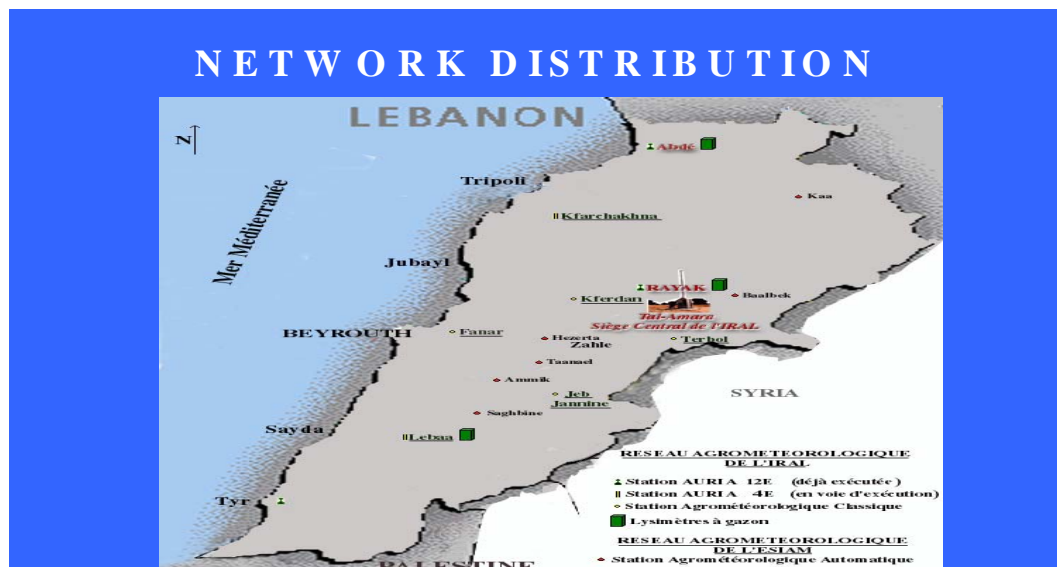 NETWORK DISTRIBUTION
LEBANON
N
Abdé
Tripoli
Kaa
Mer Méditerranée
Kfarchakhna
Jubayl
RAYAK
Baalbek
Kferdan
Tal-Amara
Siège Central de l'IRAL
BEYROUTH
Fanar
Hezerta
Zahle
Terbol
Taanael
Ammik
Jeb
Jannine
SYRIA
Saghbine
Sayda
Lebaa
RESEAU AGROMETEOROLOGIQUE
DE L'IRAL
Station AURIA 12E (déjà exécutée)
Station AURIA 4E (en voie d'exécution)
Station Agrométéorologique Classique
Lysimètres à gazon
Tyr
RESEAU AGROMETEOROLOGIQUE
DE L'ESIAM
Station Agrométéorologique Automatique
PALESTINE